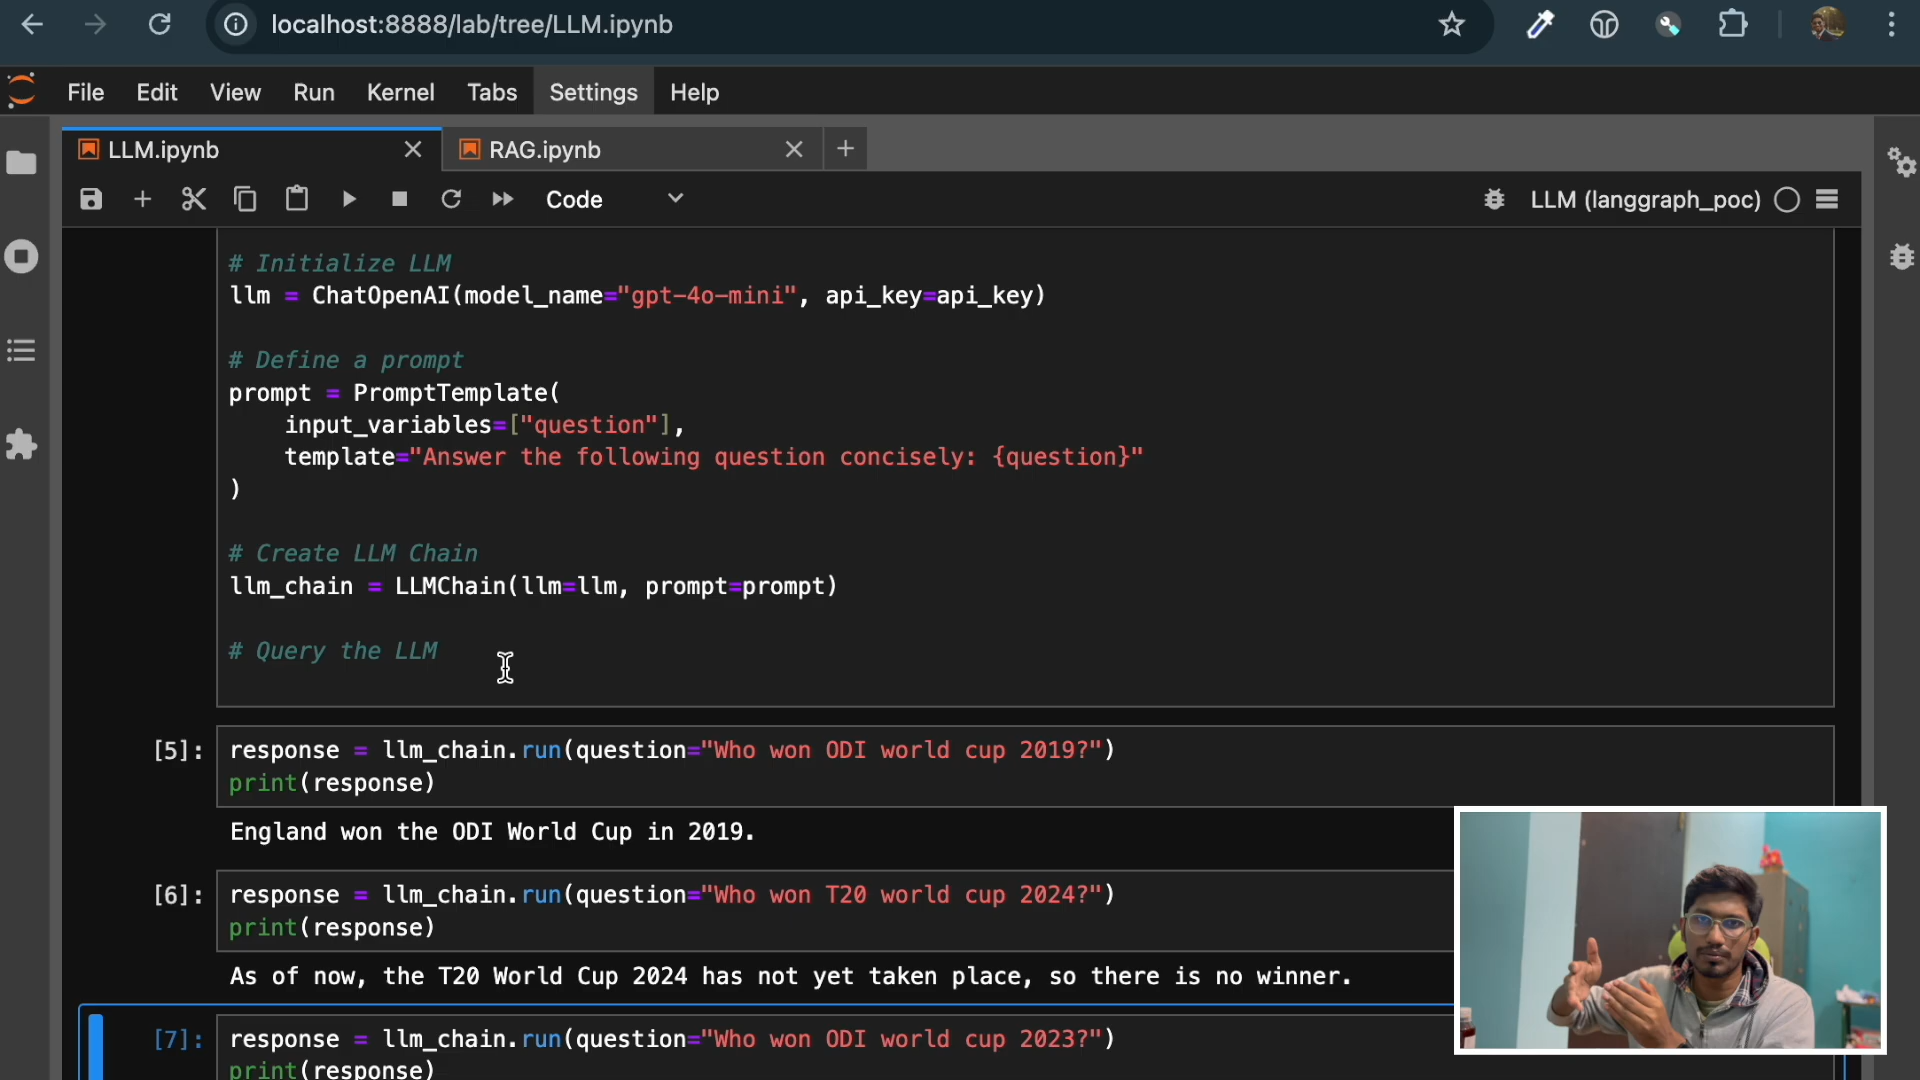 localhost:8888/lab/tree/LLM.ipynb
File Edit View Run Kernel Tabs Settings Help
LLM.ipynb RAG.ipynb
Code LLM (langgraph_poc)
# Initialize LLM
llm = ChatOpenAI(model_name="gpt-4o-mini", api_key=api_key)
# Define a prompt
prompt = PromptTemplate(
input_variables=["question"],
template="Answer the following question concisely: {question}"
)
# Create LLM Chain
llm_chain = LLMChain(llm=llm, prompt=prompt)
# Query the LLM
[5]: response = llm_chain.run(question="Who won ODI world cup 2019?")
print(response)
England won the ODI World Cup in 2019.
[6]: response = llm_chain.run(question="Who won T20 world cup 2024?")
print(response)
As of now, the T20 World Cup 2024 has not yet taken place, so there is no winner.
[7]: response = llm_chain.run(question="Who won ODI world cup 2023?")
print(response)